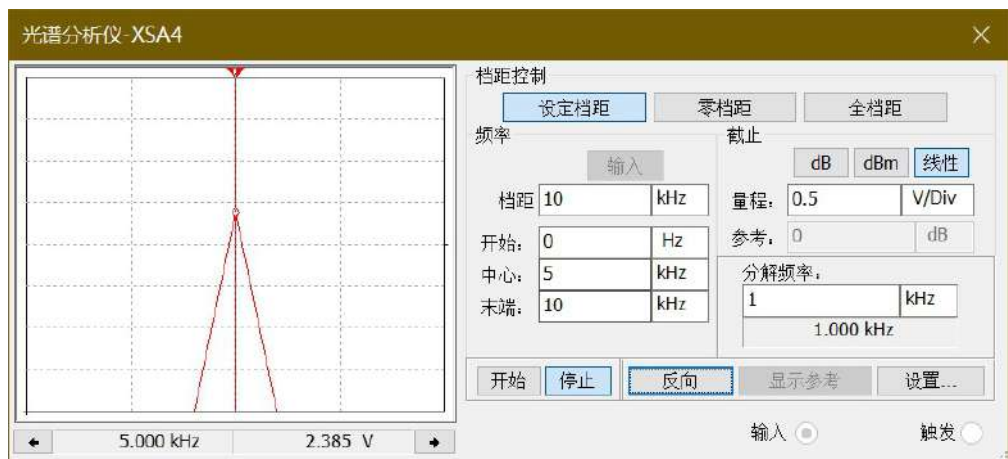 光谱分析仪-XSA4
档距控制
设定档距 零档距 全档距
频率
输入
档距 10 kHz
开始: 0 Hz
中心: 5 kHz
末端: 10 kHz
截止
dB dBm 线性
量程: 0.5 V/Div
参考: 0 dB
分解频率:
1 kHz
1.000 kHz
开始 停止 反向 显示参考 设置...
5.000 kHz 2.385 V
输入 触发